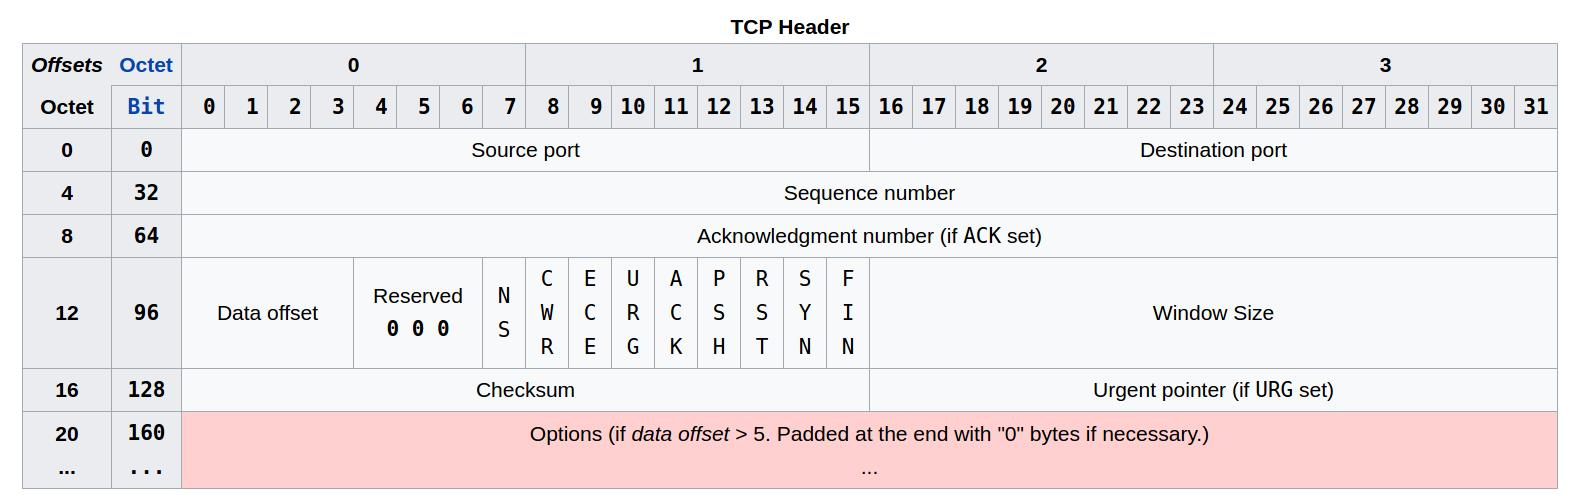 TCP Header
Offsets Octet 0 1 2 3
Octet Bit 0 1 2 3 4 5 6 7 8 9 10 11 12 13 14 15 16 17 18 19 20 21 22 23 24 25 26 27 28 29 30 31
0 0 Source port Destination port
4 32 Sequence number
8 64 Acknowledgment number (if ACK set)
12 96 Data offset Reserved 0 0 0 NS CWR ECE URG ACK PSH RST SYN FIN Window Size
16 128 Checksum Urgent pointer (if URG set)
20 160 Options (if data offset > 5. Padded at the end with "0" bytes if necessary.)
... ... ...